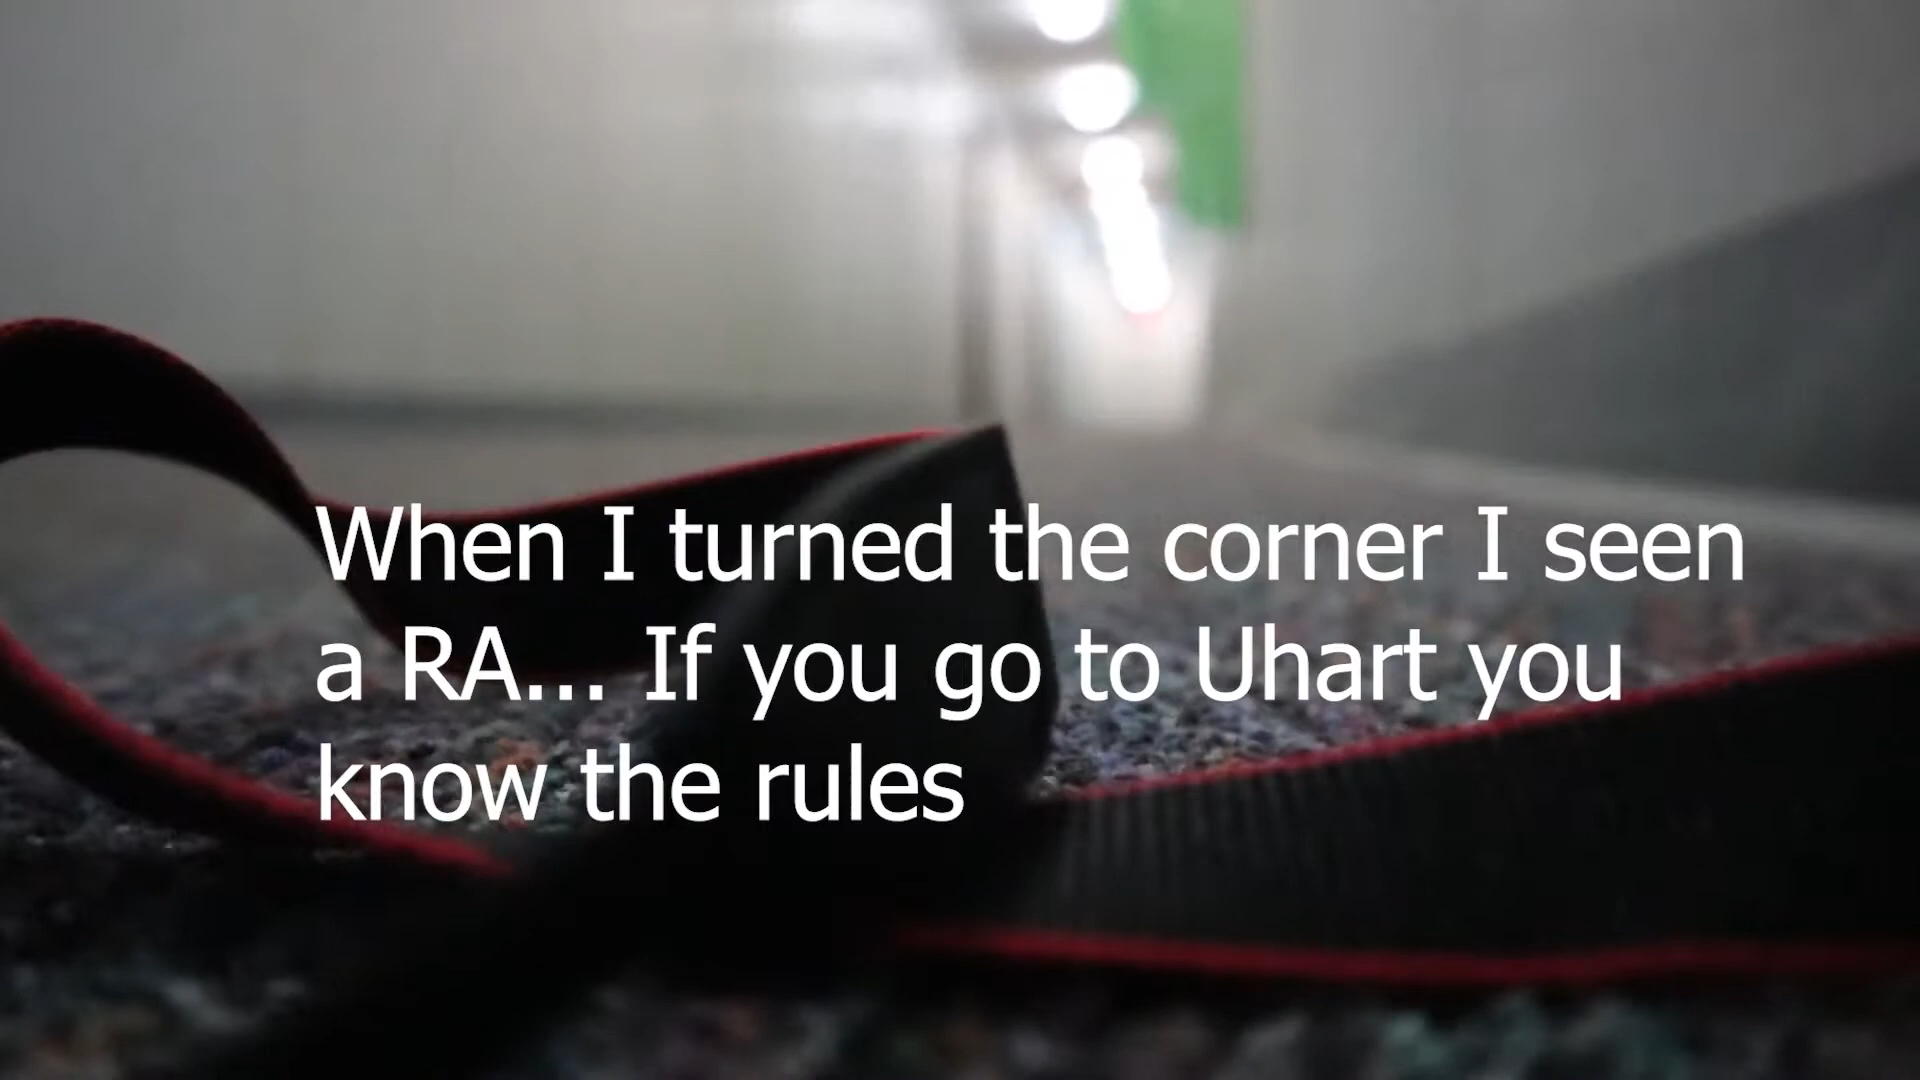 When I turned the corner I seen
a RA... If you go to Uhart you
know the rules